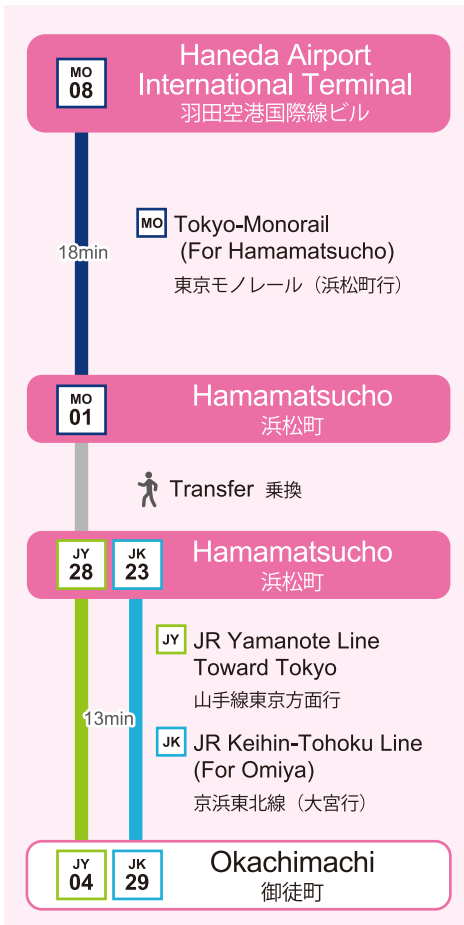 MO
08
Haneda Airport
International Terminal
羽田空港国際線ビル
18min
MO
Tokyo-Monorail
(For Hamamatsucho)
東京モノレール（浜松町行）
MO
01
Hamamatsucho
浜松町
Transfer 乗換
JY
28
JK
23
Hamamatsucho
浜松町
13min
JY
JR Yamanote Line
Toward Tokyo
山手線東京方面行
JK
JR Keihin-Tohoku Line
(For Omiya)
京浜東北線（大宮行）
JY
04
JK
29
Okachimachi
御徒町